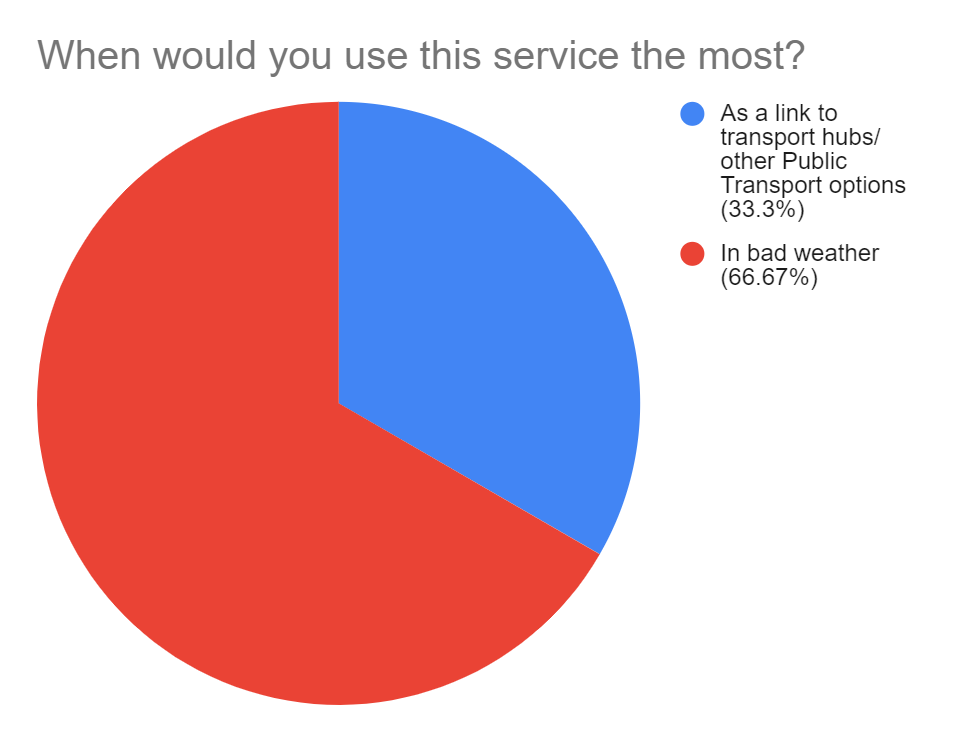 When would you use this service the most?
As a link to
transport hubs/
other Public
Transport options
(33.3%)
In bad weather
(66.67%)